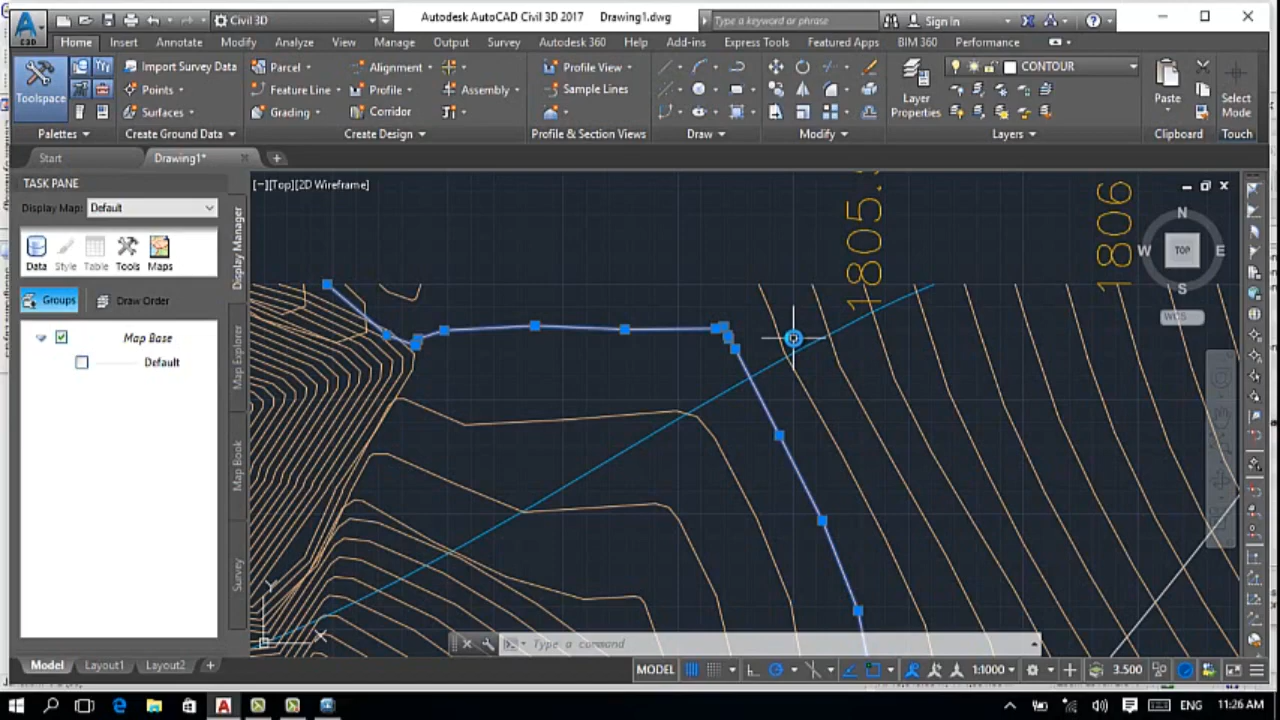 Civil 3D
Autodesk AutoCAD Civil 3D 2017 Drawing1.dwg
Type a keyword or phrase
Sign In
C3D
Home Insert Annotate Modify Analyze View Manage Output Survey Autodesk 360 Help Add-ins Express Tools Featured Apps BIM 360 Performance
Import Survey Data Parcel Alignment Profile View CONTOUR
Toolspace Points Feature Line Profile Assembly Sample Lines Layer Properties Paste Select Mode
Surfaces Grading Corridor
Palettes Create Ground Data Create Design Profile & Section Views Draw Modify Layers Clipboard Touch
Start Drawing1*
TASK PANE
[−][Top][2D Wireframe]
Display Map: Default
Data Style Table Tools Maps
Groups Draw Order
Map Base
Default
Display Manager
Map Explorer
Map Book
Survey
1805.
1806
N
W TOP E
S
WCS
Y
X
Type a command
Model Layout1 Layout2
MODEL 1:1000 3.500
ENG 11:26 AM